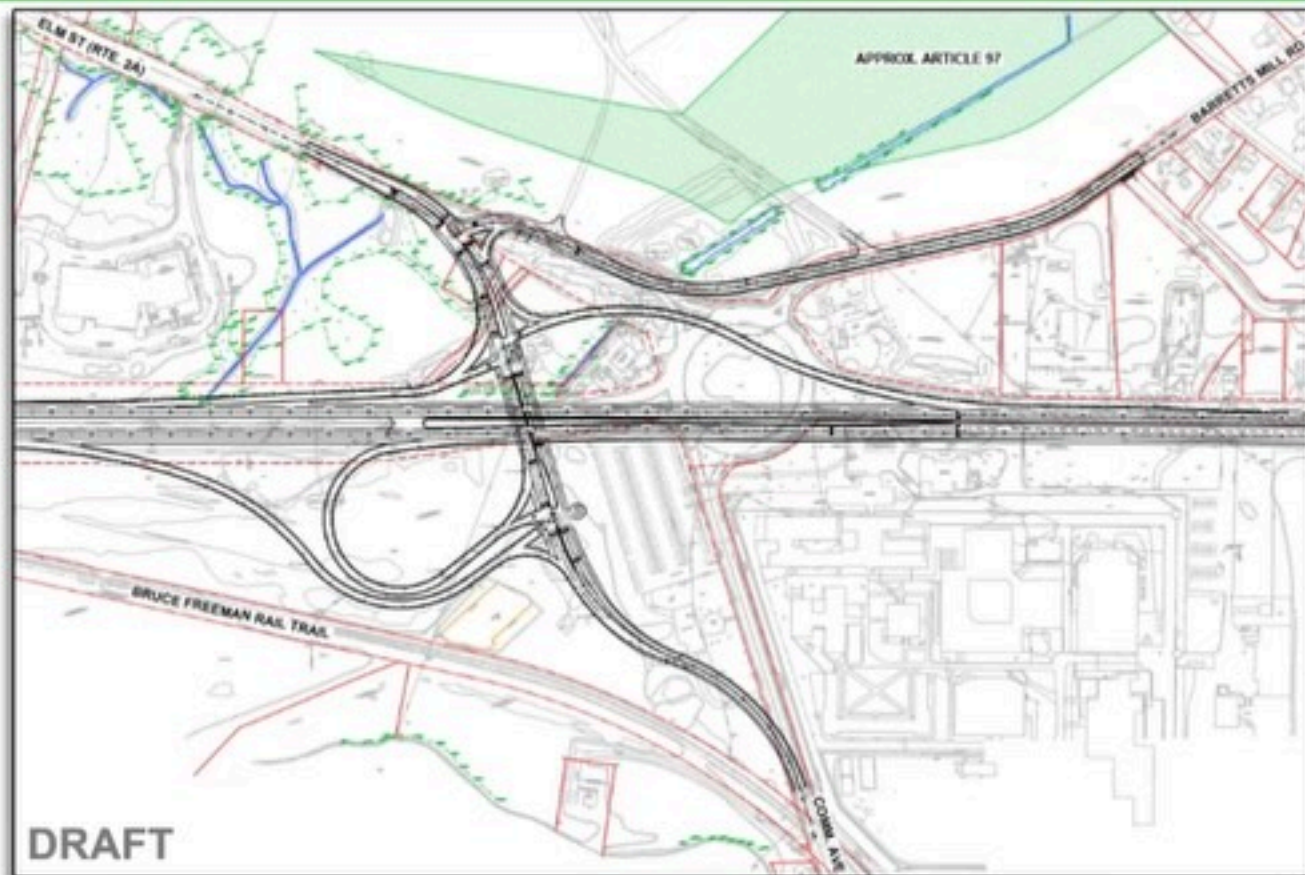 ELM ST (RTE. 2A)
APPROX. ARTICLE 97
BARRETTS MILL RD
BRUCE FREEMAN RAIL TRAIL
COMM. AVE
DRAFT